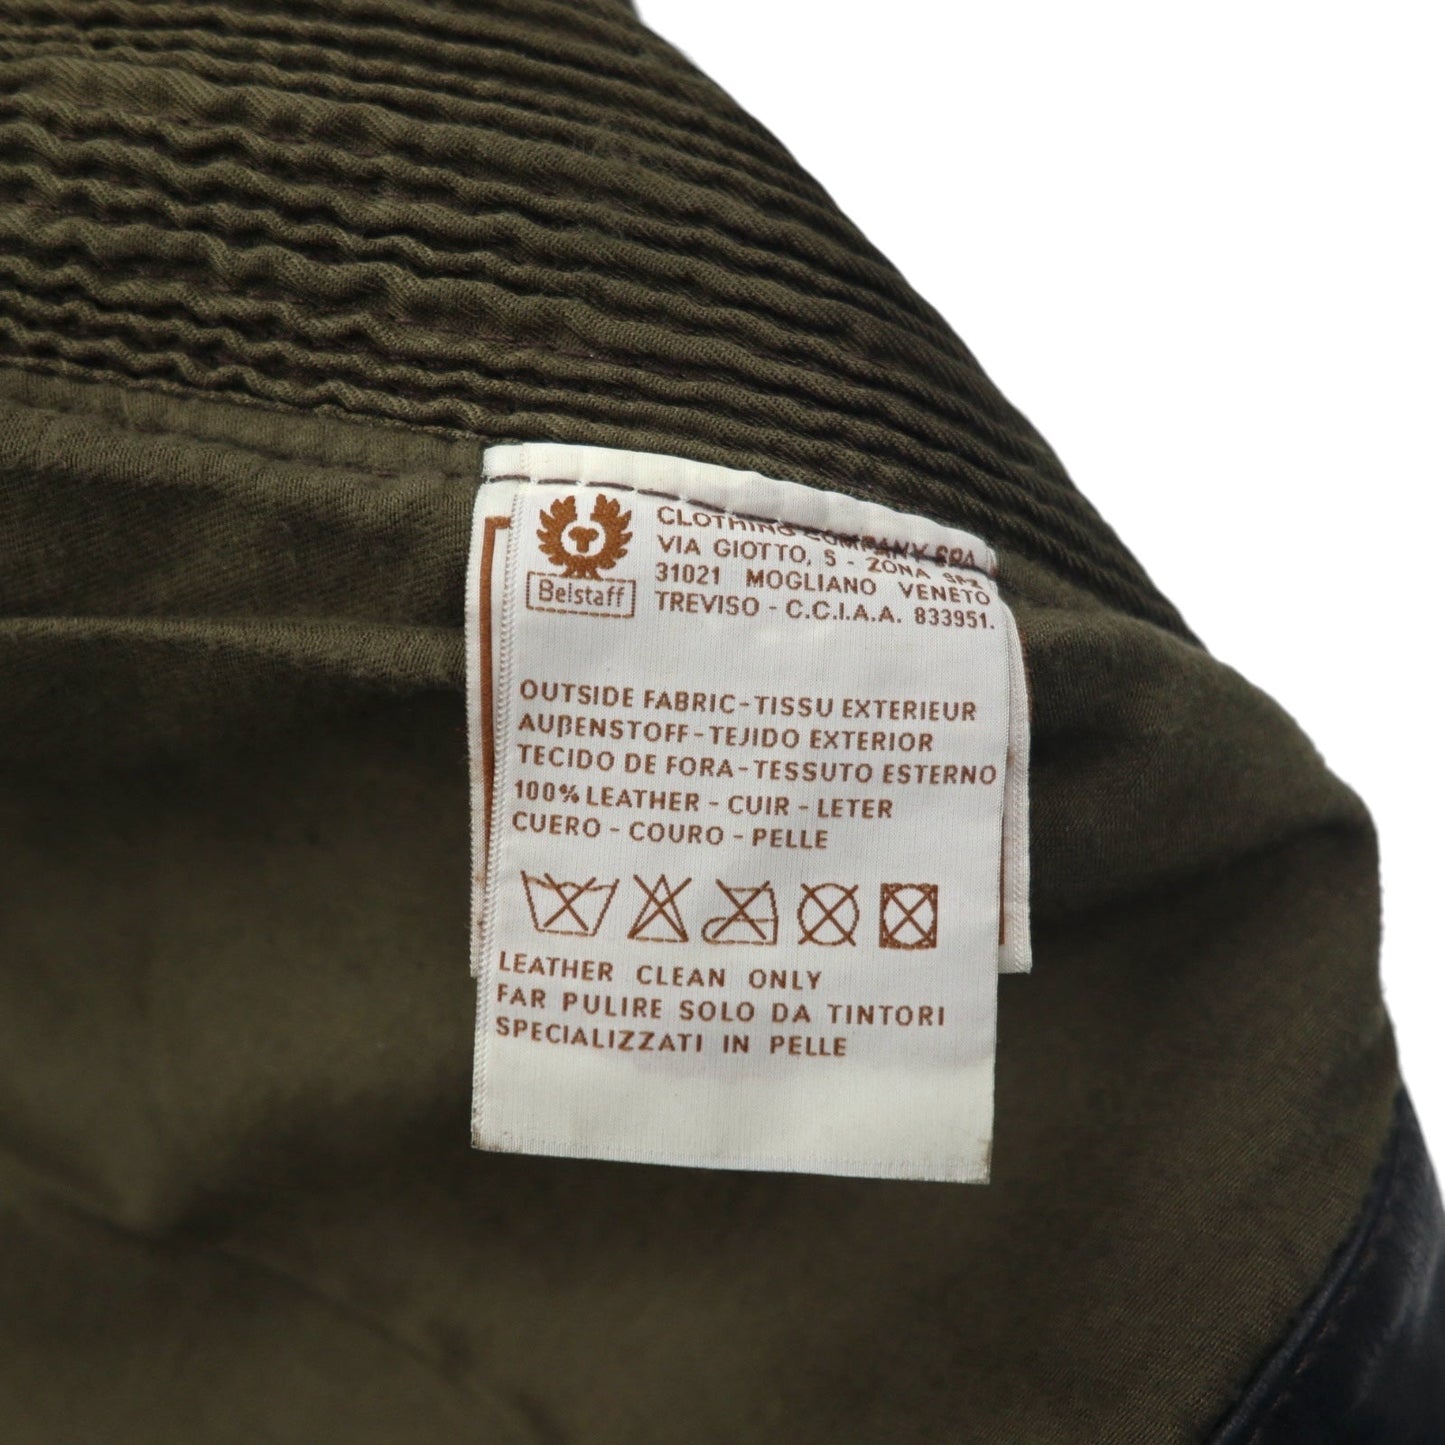 Belstaff
CLOTHING COMPANY SPA
VIA GIOTTO, 5 - ZONA SP2
31021 MOGLIANO VENETO
TREVISO - C.C.I.A.A. 833951.
OUTSIDE FABRIC-TISSU EXTERIEUR
AUßENSTOFF-TEJIDO EXTERIOR
TECIDO DE FORA-TESSUTO ESTERNO
100% LEATHER - CUIR - LETER
CUERO - COURO - PELLE
LEATHER CLEAN ONLY
FAR PULIRE SOLO DA TINTORI
SPECIALIZZATI IN PELLE